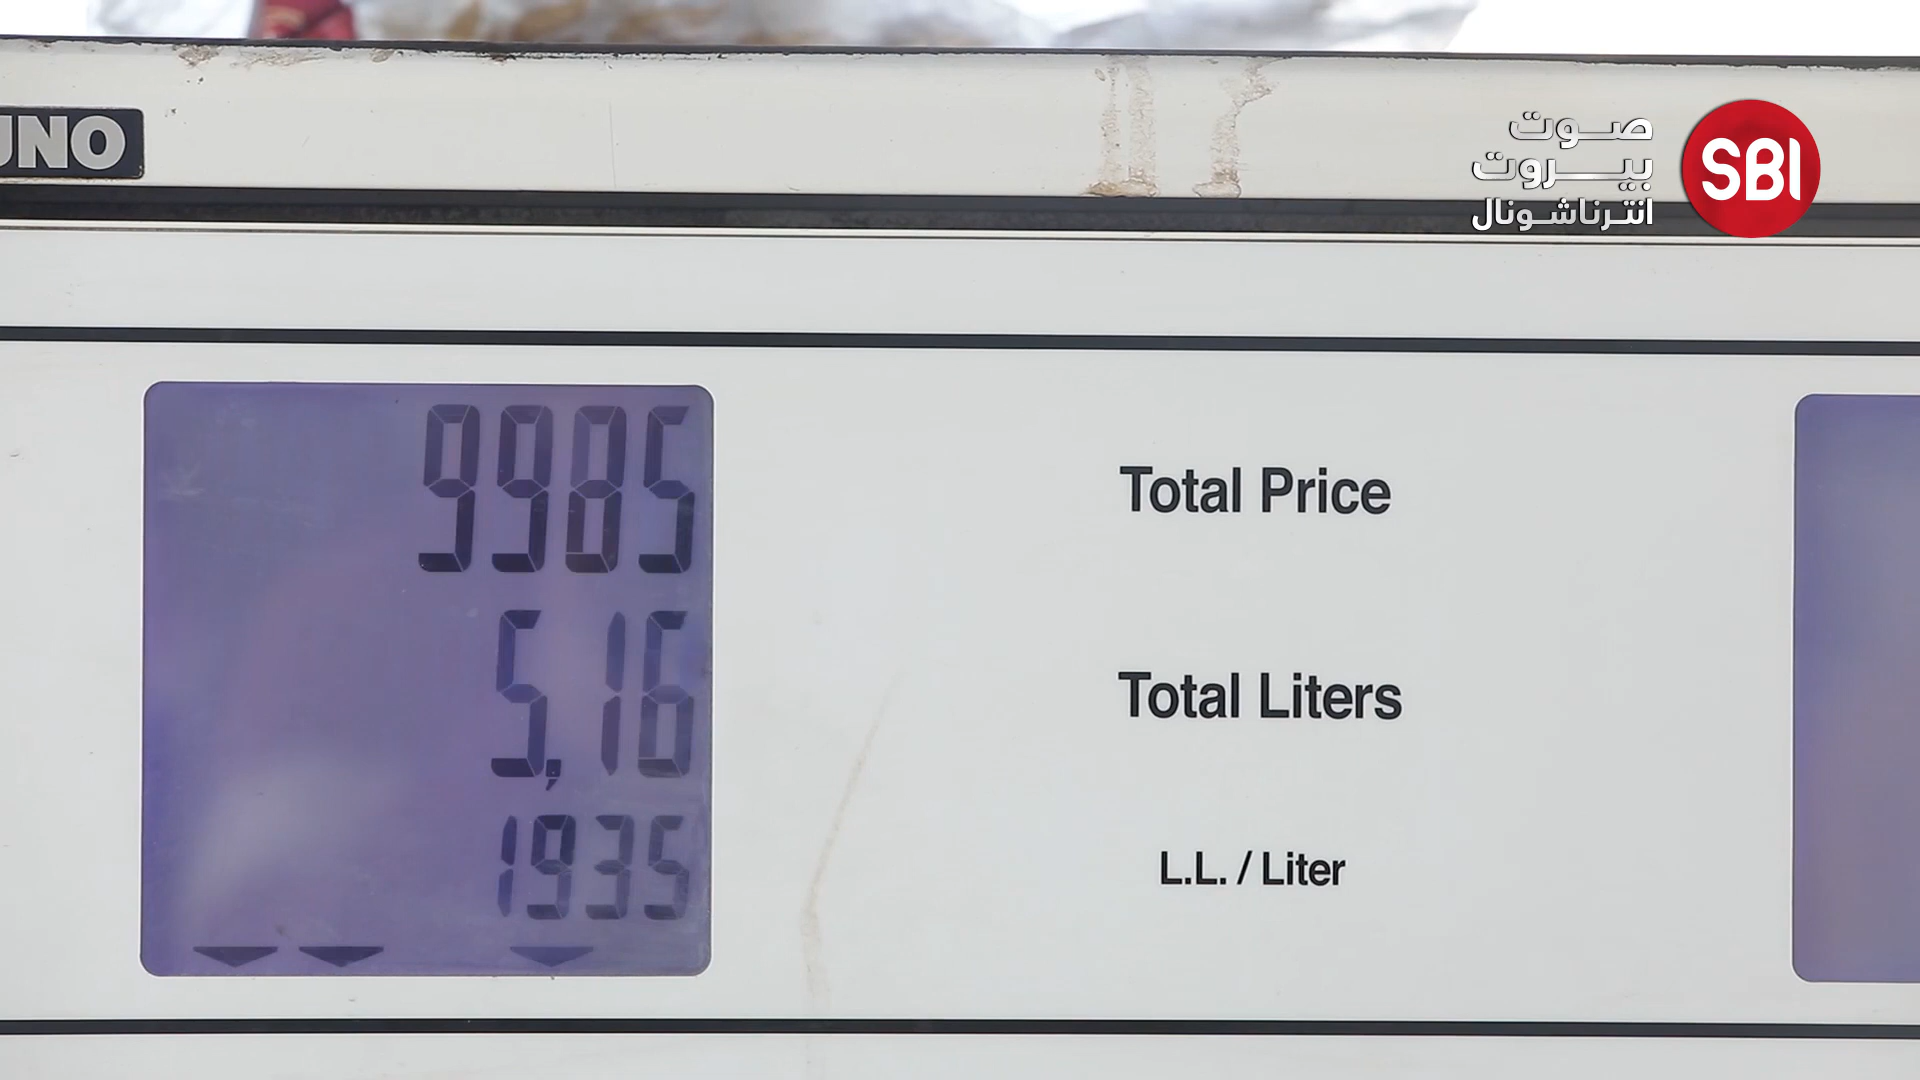 UNO
صوت
بيروت
انترناشونال
SBI
9985
Total Price
5,16
Total Liters
1935
L.L. / Liter